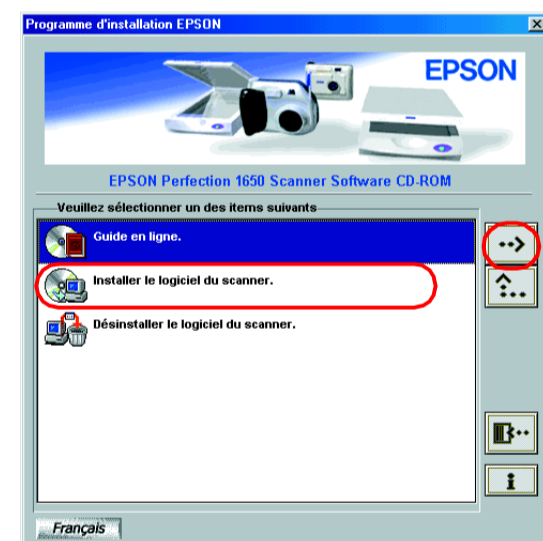 Programme d'installation EPSON
EPSON
EPSON Perfection 1650 Scanner Software CD-ROM
Veuillez sélectionner un des items suivants
Guide en ligne.
Installer le logiciel du scanner.
Désinstaller le logiciel du scanner.
Français